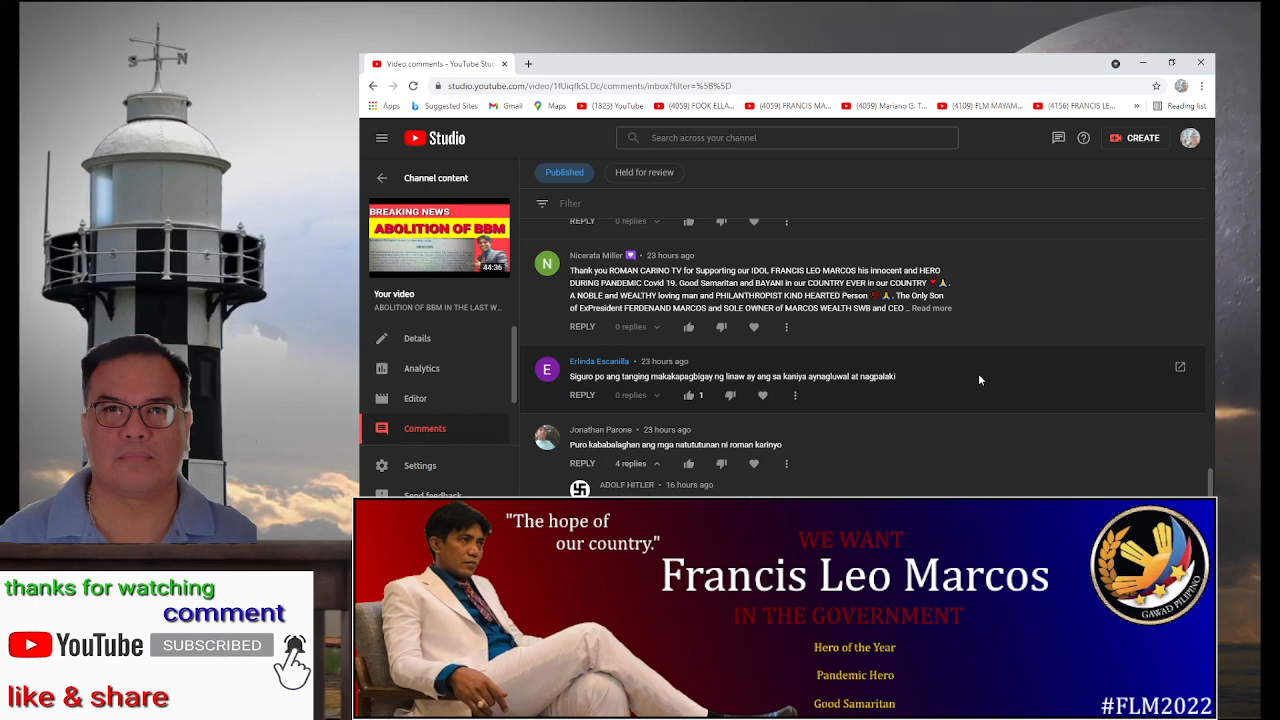 S
N
Video comments - YouTube Stu
studio.youtube.com/video/1fUiqfkSLDc/comments/inbox?filter=%5B%5D
Apps
Suggested Sites
Gmail
Maps
(1823) YouTube
(4059) FOOK ELLA...
(4059) FRANCIS MA...
(4059) Mariano G. T...
(4109) FLM MAYAM...
(4156) FRANCIS LE...
»
Reading list
Studio
Search across your channel
CREATE
Channel content
Published
Held for review
Filter
BREAKING NEWS
ABOLITION OF BBM
44:36
Your video
ABOLITION OF BBM IN THE LAST W...
Details
Analytics
Editor
Comments
Settings
Send feedback
REPLY 0 replies
N
Nicerata Miller • 23 hours ago
Thank you ROMAN CARINO TV for Supporting our IDOL FRANCIS LEO MARCOS his innocent and HERO
DURING PANDEMIC Covid 19. Good Samaritan and BAYANI in our COUNTRY EVER in our COUNTRY ❣️🙏.
A NOBLE and WEALTHY loving man and PHILANTHROPIST KIND HEARTED Person 🙏. The Only Son
of ExPresident FERDENAND MARCOS and SOLE OWNER of MARCOS WEALTH SWB and CEO .. Read more
REPLY 0 replies
E
Erlinda Escanilla • 23 hours ago
Siguro po ang tanging makakapagbigay ng linaw ay ang sa kaniya aynagluwal at nagpalaki
REPLY 0 replies 1
Jonathan Parone • 23 hours ago
Puro kababalaghan ang mga natututunan ni roman karinyo
REPLY 4 replies
ADOLF HITLER • 16 hours ago
"The hope of
our country."
WE WANT
Francis Leo Marcos
IN THE GOVERNMENT
Hero of the Year
Pandemic Hero
Good Samaritan
GAWAD PILIPINO
#FLM2022
thanks for watching
comment
YouTube SUBSCRIBED
like & share